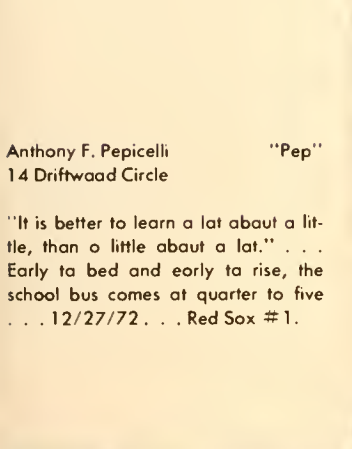 Anthony F. Pepicelli "Pep"
14 Driftwaad Circle
"It is better to learn a lat abaut a lit-
tle, than o little abaut a lat." . . .
Early ta bed and eorly ta rise, the
school bus comes at quarter to five
. . . 12/27/72 . . . Red Sox #1.